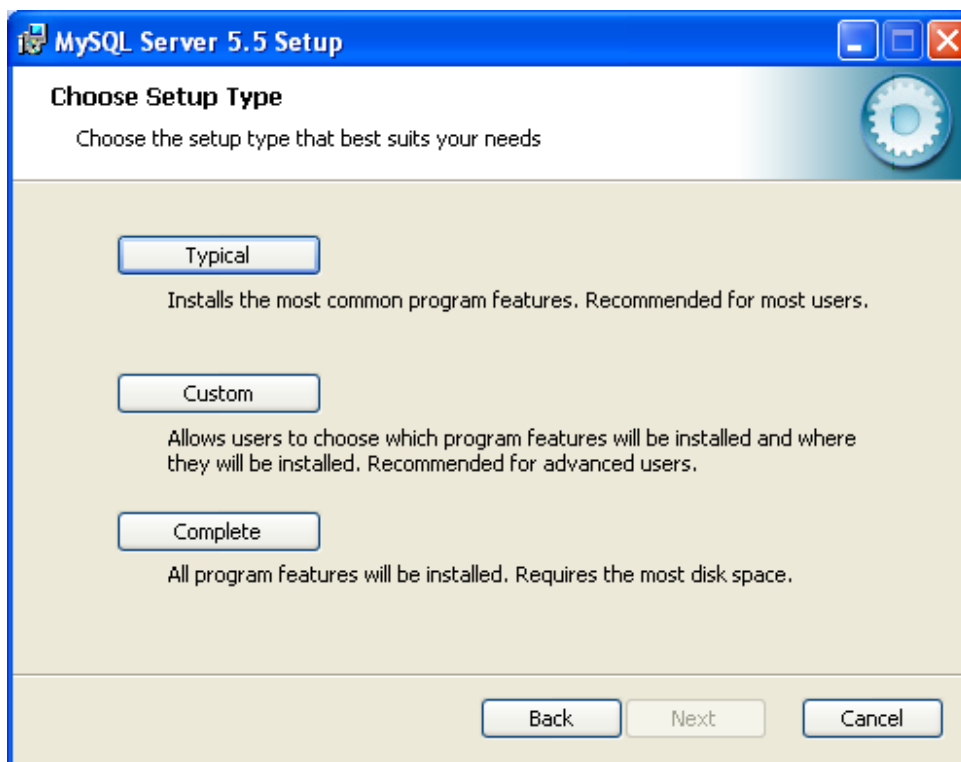 MySQL Server 5.5 Setup
Choose Setup Type
Choose the setup type that best suits your needs
Typical
Installs the most common program features. Recommended for most users.
Custom
Allows users to choose which program features will be installed and where
they will be installed. Recommended for advanced users.
Complete
All program features will be installed. Requires the most disk space.
Back Next Cancel